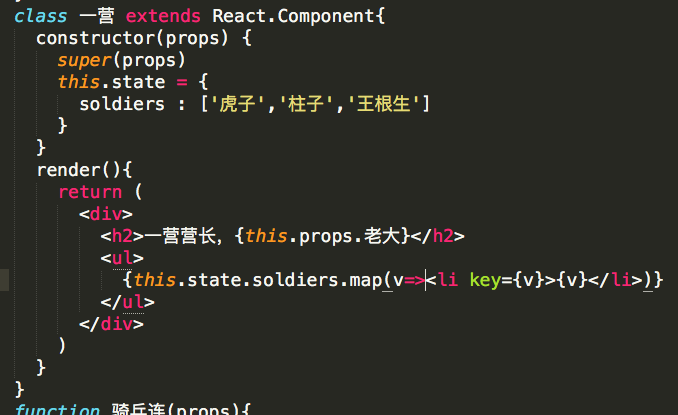 }
class 一营 extends React.Component{
  constructor(props) {
    super(props)
    this.state = {
      soldiers : ['虎子','柱子','王根生']
    }
  }
  render(){
    return (
      <div>
        <h2>一营营长, {this.props.老大}</h2>
        <ul>
          {this.state.soldiers.map(v=><li key={v}>{v}</li>)}
        </ul>
      </div>
    )
  }
}
function 骑兵连(props){